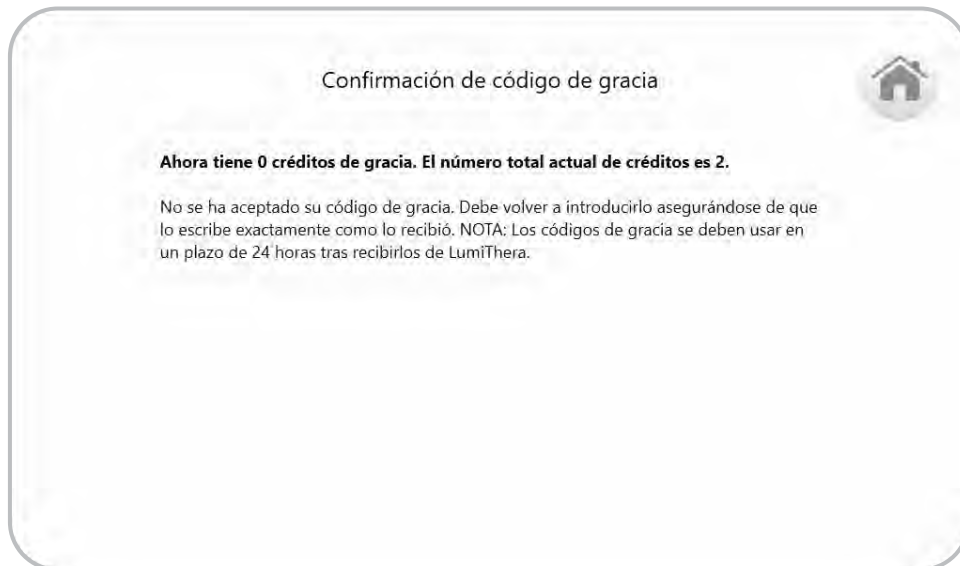 Confirmación de código de gracia
Ahora tiene 0 créditos de gracia. El número total actual de créditos es 2.
No se ha aceptado su código de gracia. Debe volver a introducirlo asegurándose de que
lo escribe exactamente como lo recibió. NOTA: Los códigos de gracia se deben usar en
un plazo de 24 horas tras recibirlos de LumiThera.